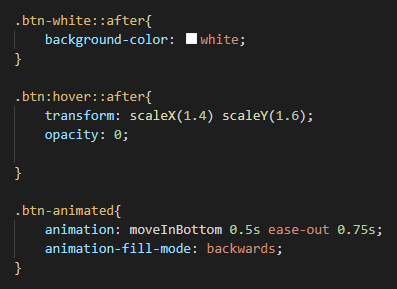 .btn-white::after{
    background-color: white;
}

.btn:hover::after{
    transform: scaleX(1.4) scaleY(1.6);
    opacity: 0;

}

.btn-animated{
    animation: moveInBottom 0.5s ease-out 0.75s;
    animation-fill-mode: backwards;
}